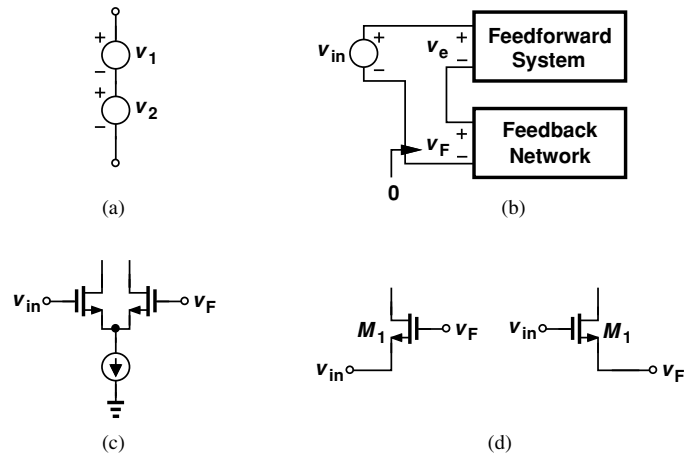 +
v1
−
+
v2
−
(a)
vin
+
−
+
ve
−
Feedforward
System
+
vF
−
Feedback
Network
0
(b)
vin
vF
(c)
M1
vF
vin
vin
M1
vF
(d)